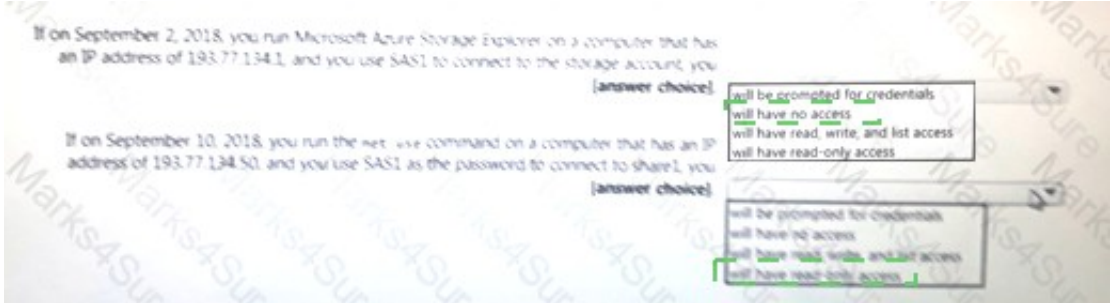 If on September 2, 2018, you run Microsoft Azure Storage Explorer on a computer that has
an IP address of 193.77.134.1, and you use SAS1 to connect to the storage account, you
[answer choice].
will be prompted for credentials
will have no access
will have read, write, and list access
will have read-only access
If on September 10, 2018, you run the net use command on a computer that has an IP
address of 193.77.134.50, and you use SAS1 as the password to connect to share1, you
[answer choice].
will be prompted for credentials
will have no access
will have read, write, and list access
will have read-only access
Marks4Sure
Marks4Sure
Marks4Sure
Marks4Sure
Marks4Sure